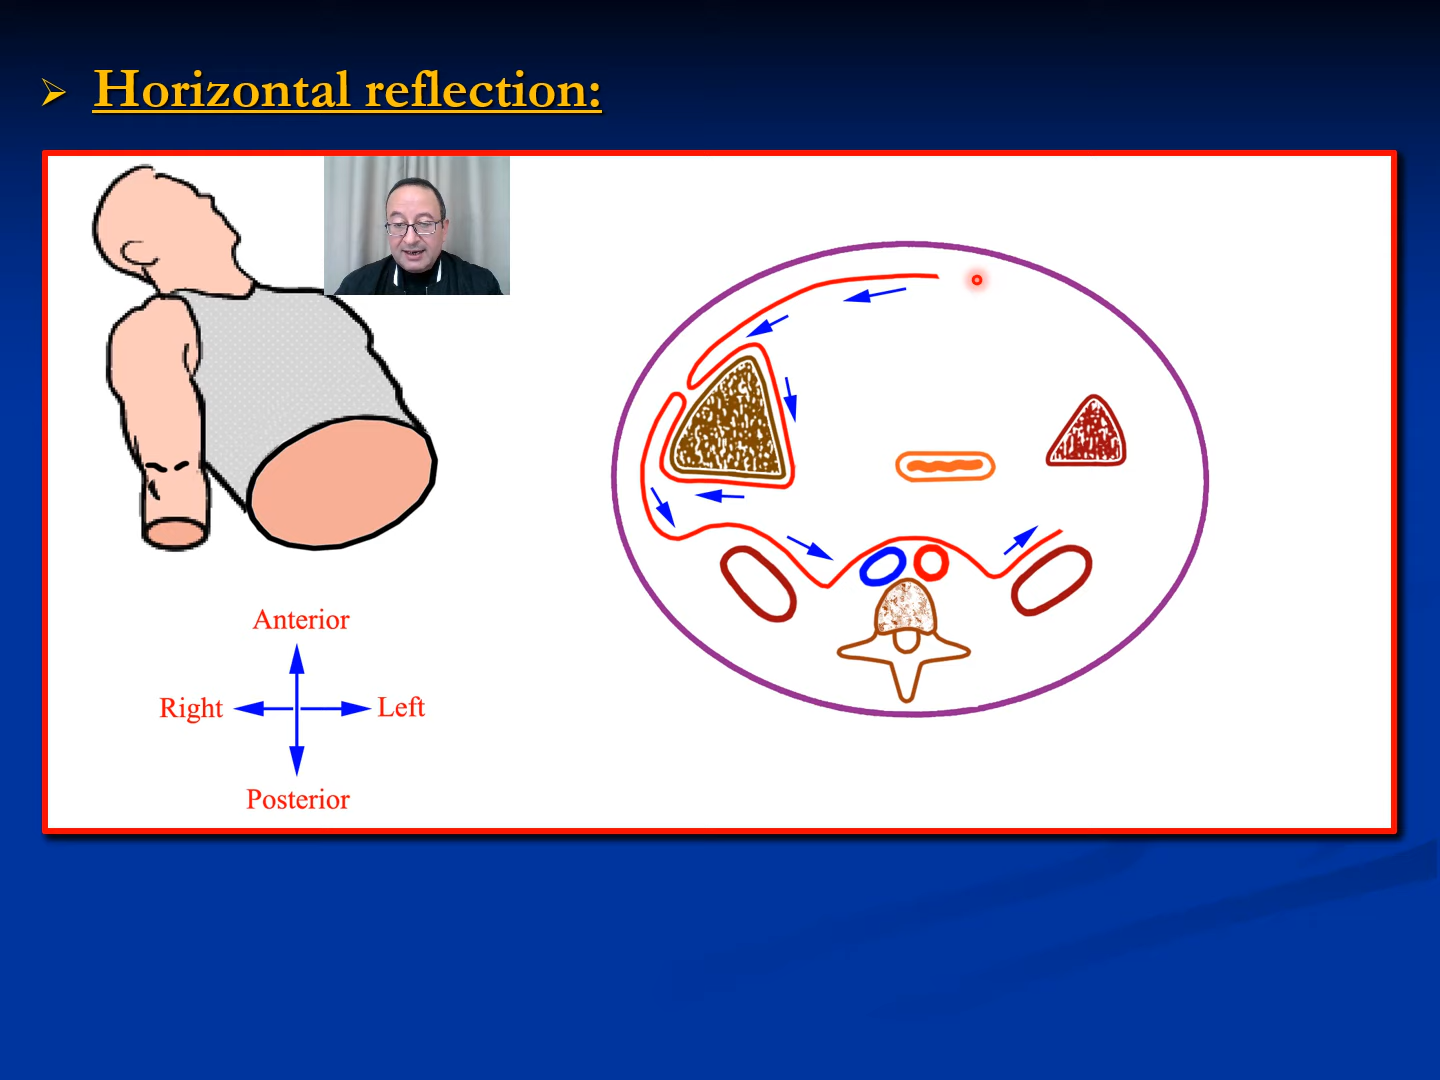 Horizontal reflection:
Anterior
Right
Left
Posterior